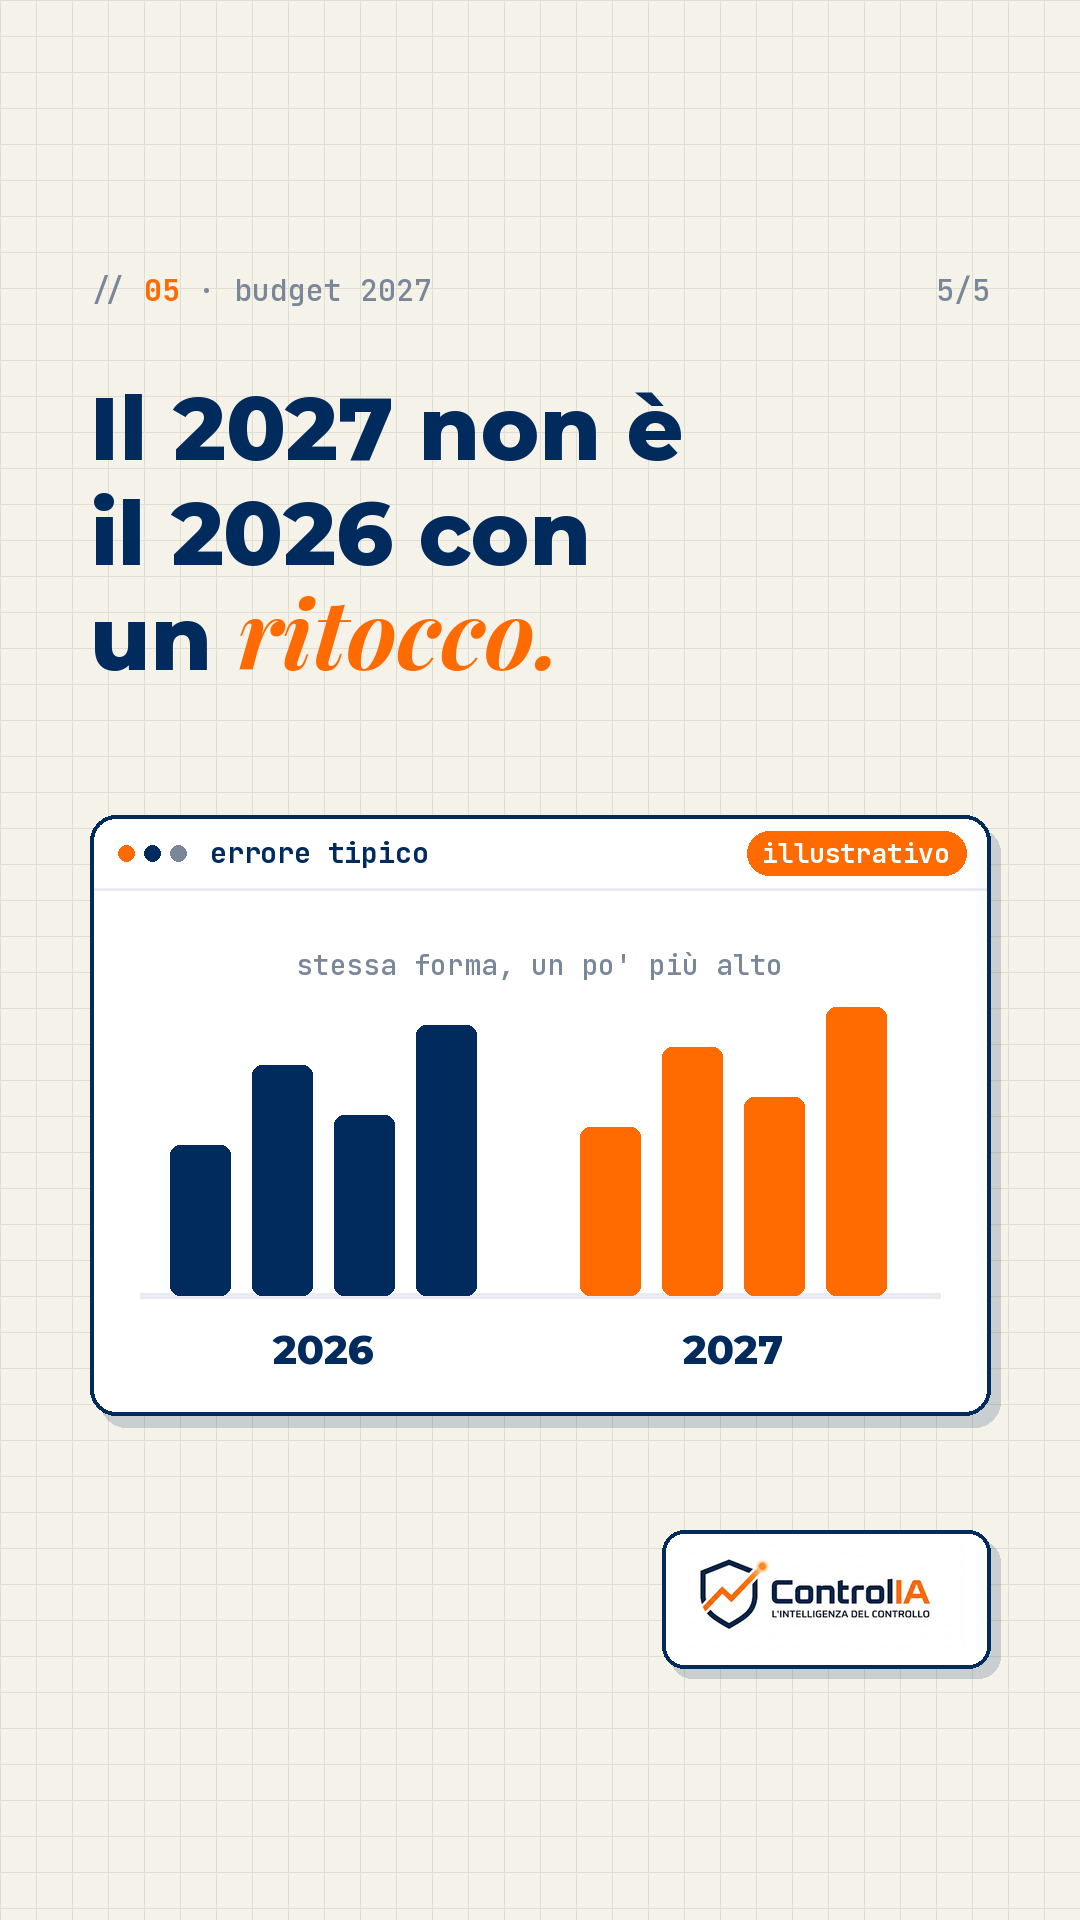 // 05 · budget 2027
5/5
Il 2027 non è
il 2026 con
un ritocco.
errore tipico
illustrativo
stessa forma, un po' più alto
2026
2027
ControlIA
L'INTELLIGENZA DEL CONTROLLO